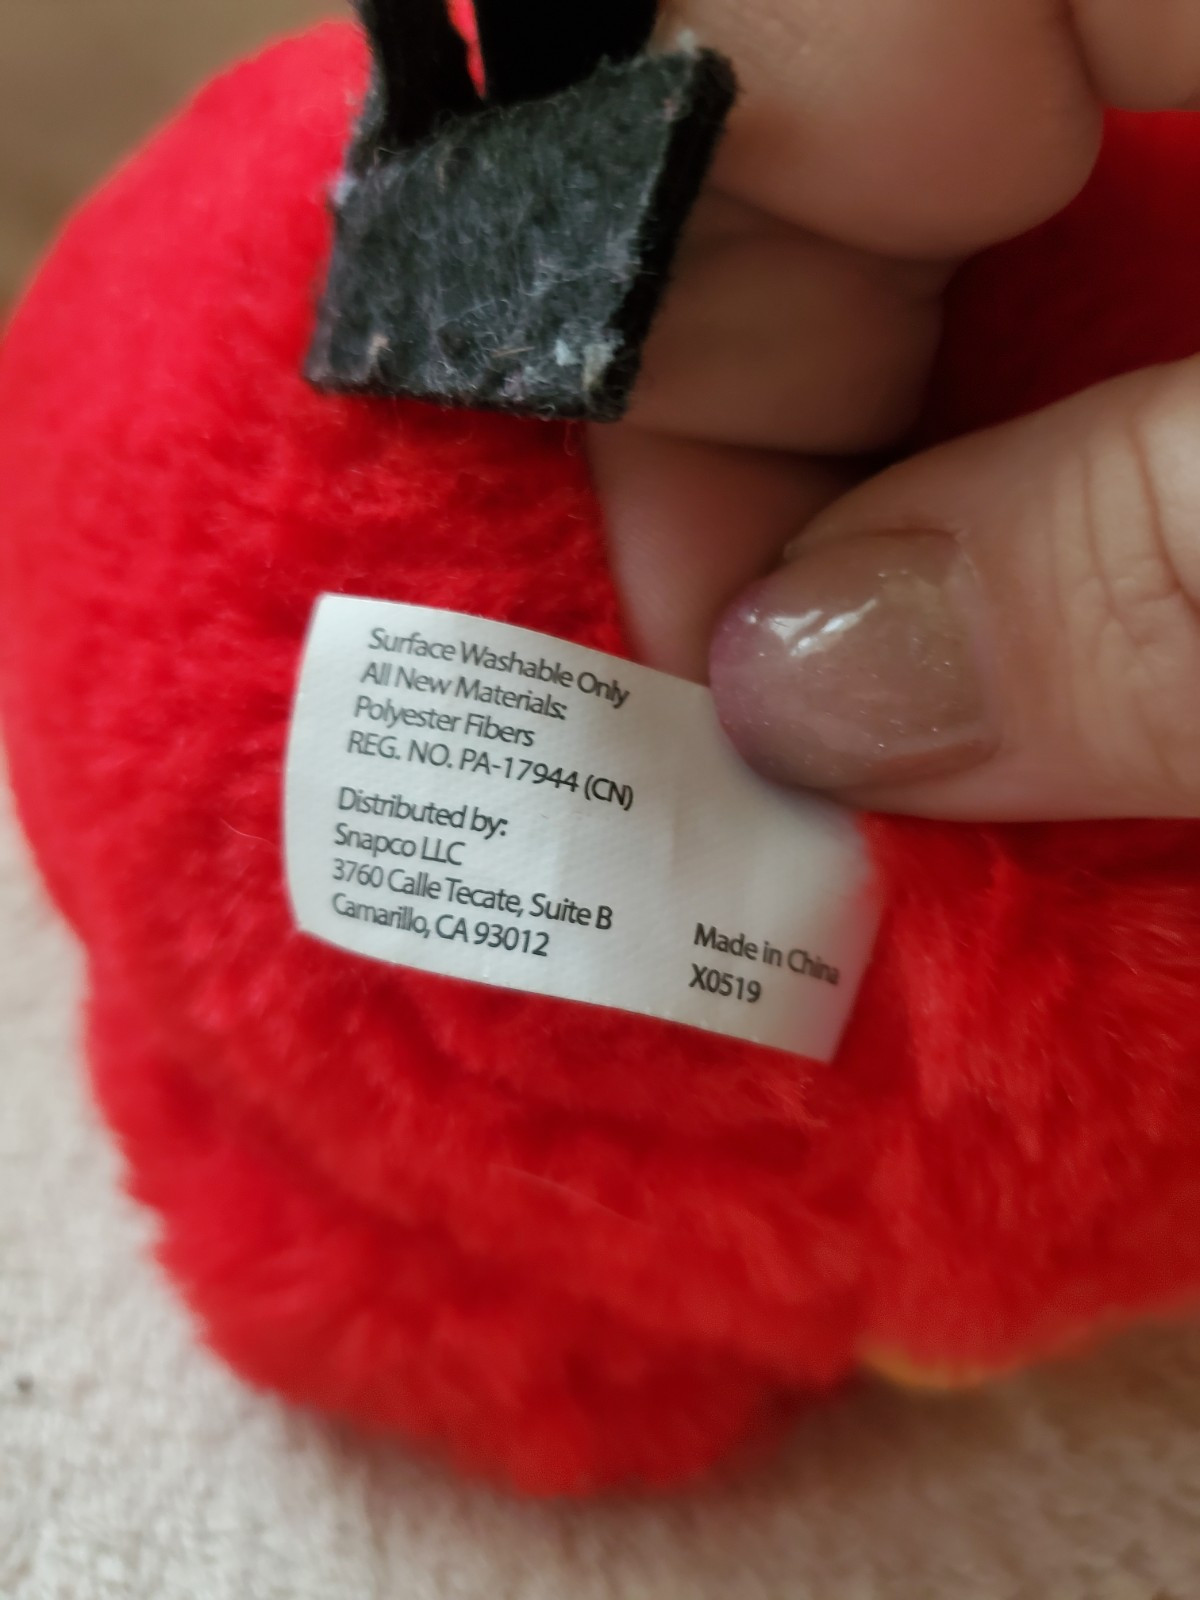 Surface Washable Only
All New Materials:
Polyester Fibers
REG. NO. PA-17944 (CN)
Distributed by:
Snapco LLC
3760 Calle Tecate, Suite B
Camarillo, CA 93012
Made in China
X0519